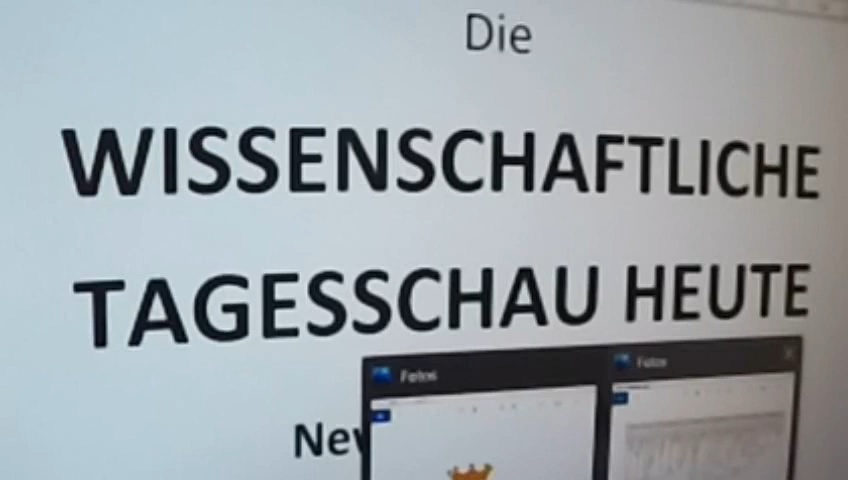 Die
WISSENSCHAFTLICHE
TAGESSCHAU HEUTE
Fotos Fotos